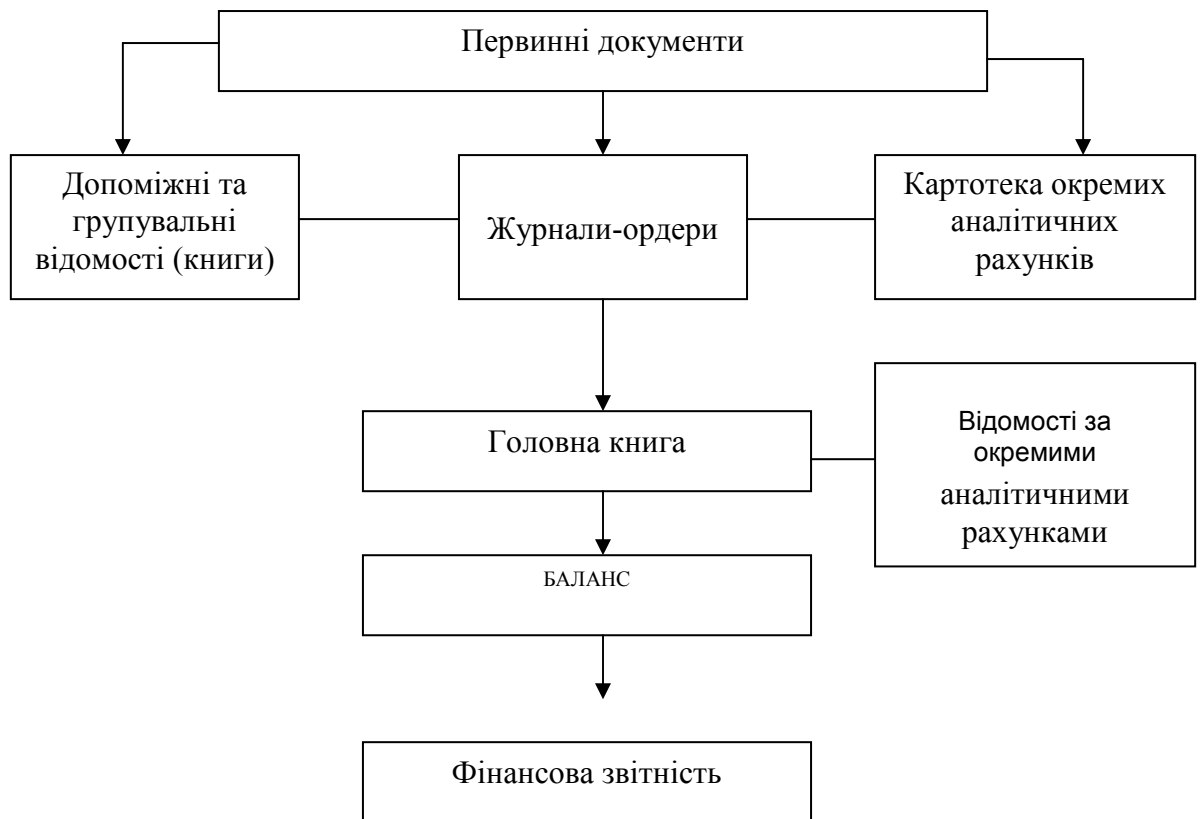 Первинні документи
Допоміжні та
групувальні
відомості (книги)
Журнали-ордери
Картотека окремих
аналітичних
рахунків
Головна книга
Відомості за
окремими
аналітичними
рахунками
БАЛАНС
Фінансова звітність